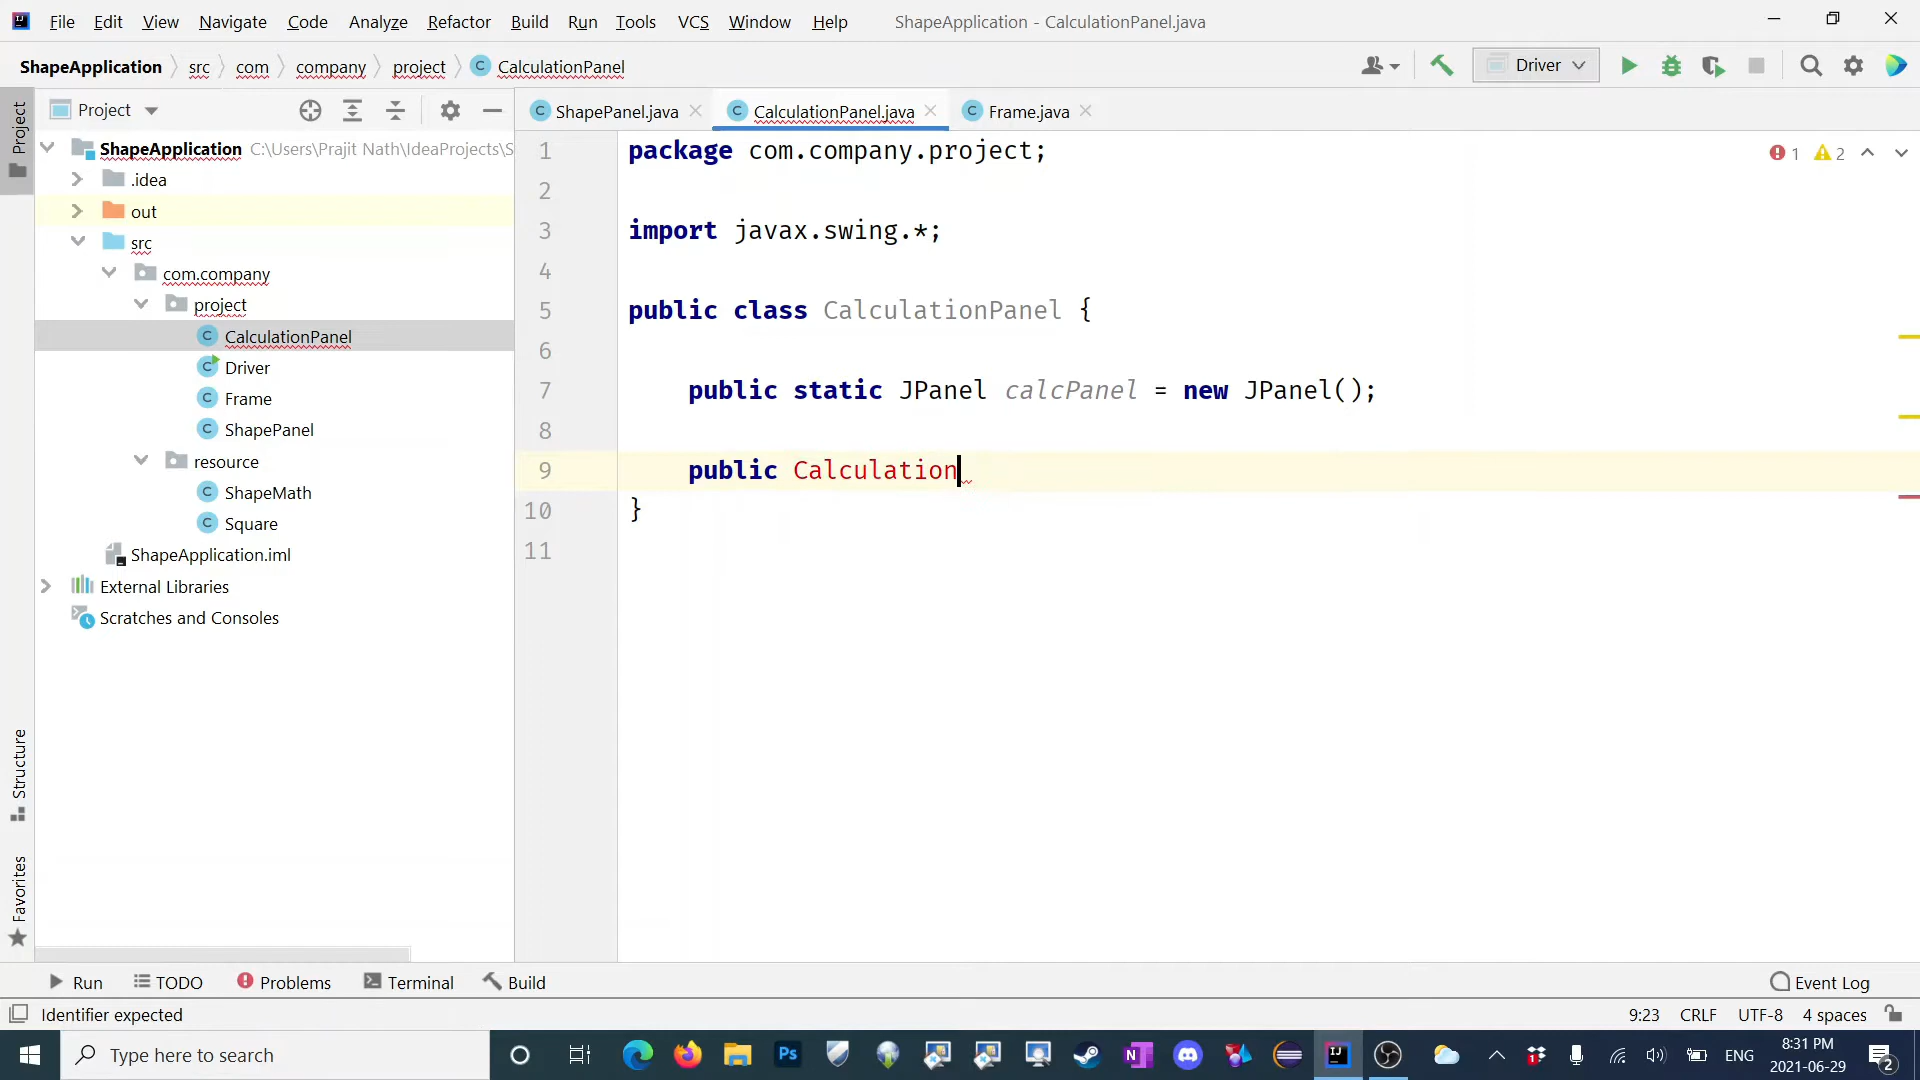 File Edit View Navigate Code Analyze Refactor Build Run Tools VCS Window Help ShapeApplication - CalculationPanel.java
ShapeApplication src com company project CalculationPanel Driver
Project ShapePanel.java CalculationPanel.java Frame.java
Project
ShapeApplication C:\Users\Prajit Nath\IdeaProjects\S
.idea
out
src
com.company
project
CalculationPanel
Driver
Frame
ShapePanel
resource
ShapeMath
Square
ShapeApplication.iml
External Libraries
Scratches and Consoles
Structure
Favorites
1 package com.company.project;
2
3 import javax.swing.*;
4
5 public class CalculationPanel {
6
7 public static JPanel calcPanel = new JPanel();
8
9 public Calculation
10 }
11
1 2
Run TODO Problems Terminal Build Event Log
Identifier expected 9:23 CRLF UTF-8 4 spaces
Type here to search
Ps
N
IJ
1
ENG
8:31 PM
2021-06-29
2